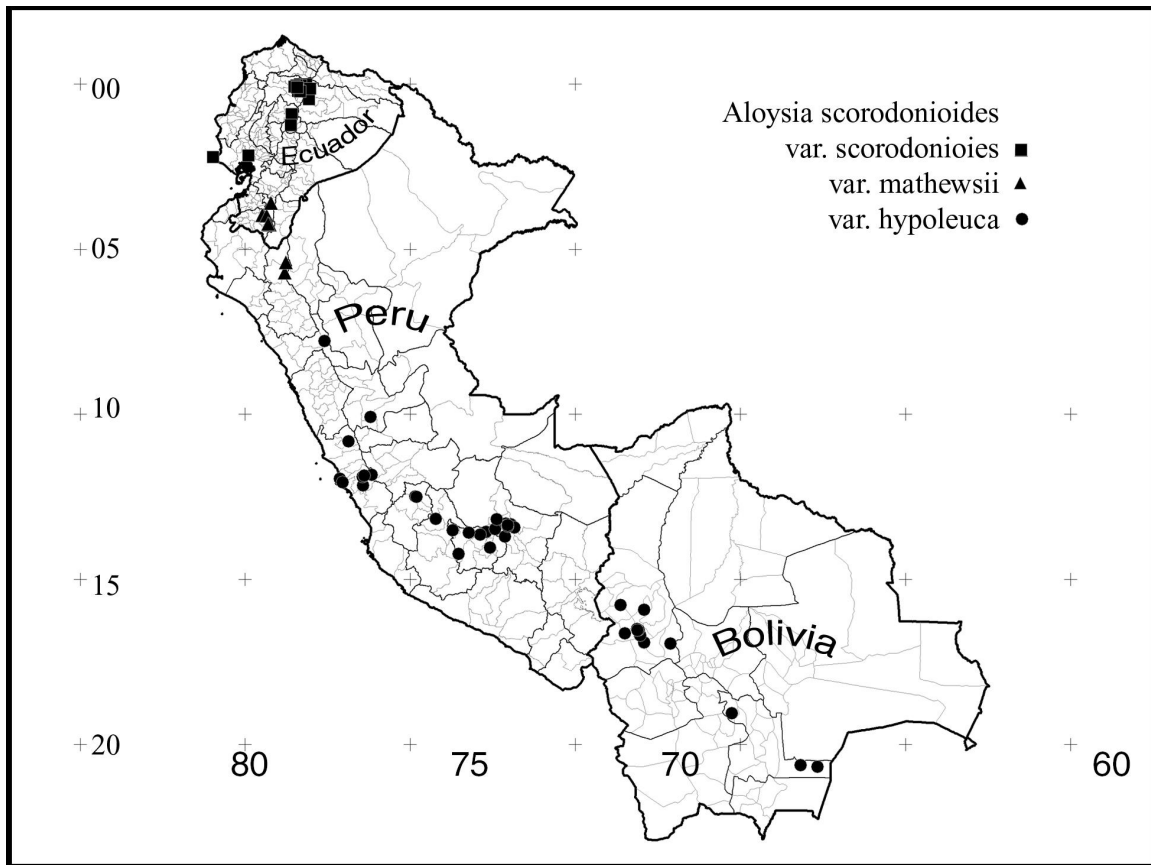 00
Aloysia scorodonioides
var. scorodonioies
Ecuador
var. mathewsii
var. hypoleuca
05
Peru
10
15
Bolivia
20
80
75
70
60